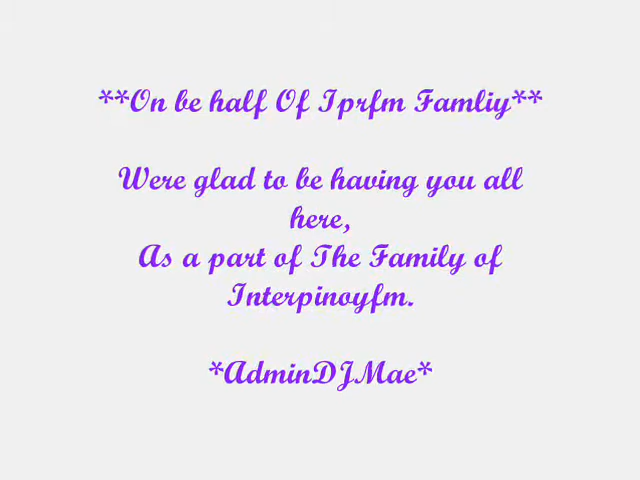 **On be half Of Iprfm Famliy**
Were glad to be having you all
here,
As a part of The Family of
Interpinoyfm.
*AdminDJMae*